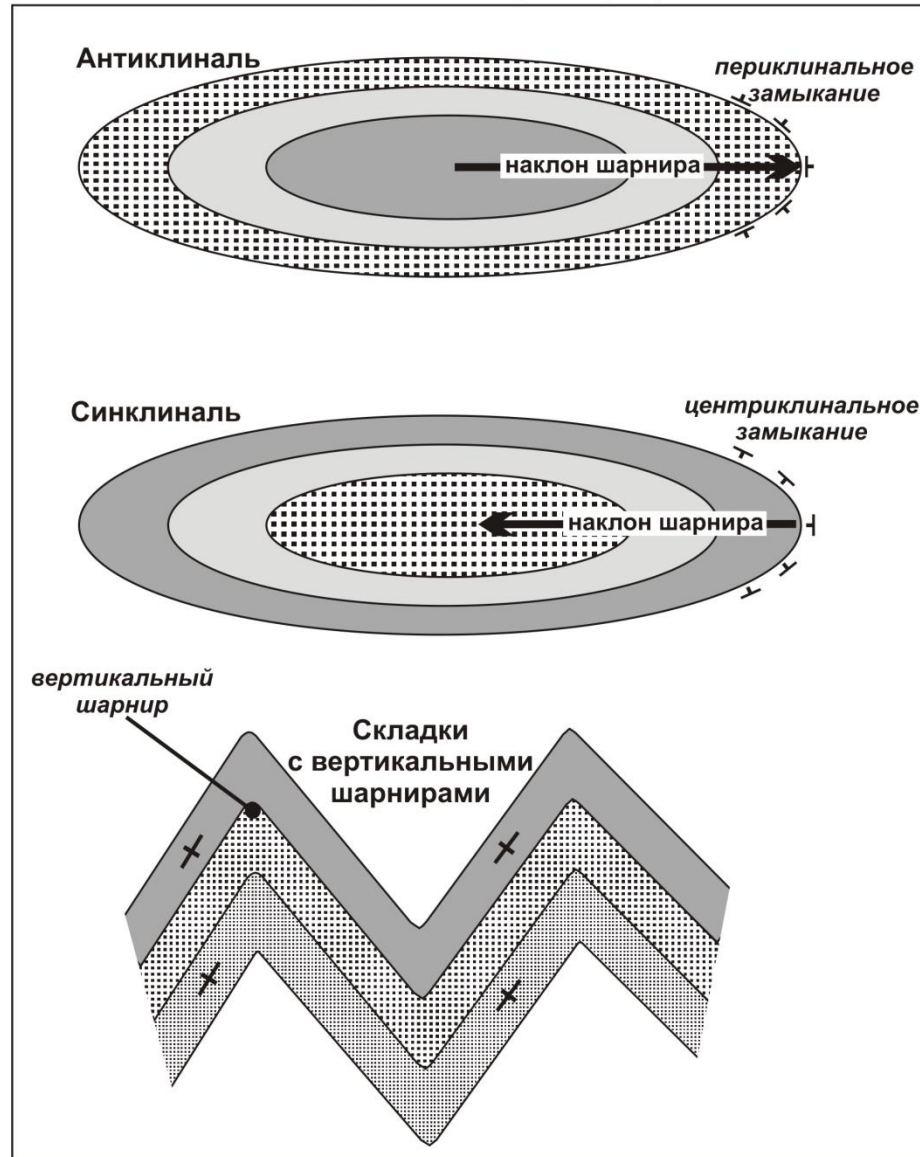 Антиклиналь
периклинальное
замыкание
наклон шарнира
Синклиналь
центриклинальное
замыкание
наклон шарнира
вертикальный
шарнир
Складки
с вертикальными
шарнирами